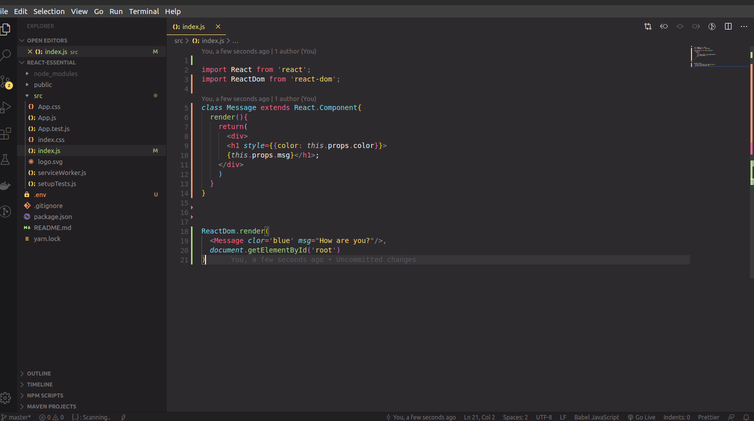 ile Edit Selection View Go Run Terminal Help
EXPLORER
OPEN EDITORS
index.js src M
REACT-ESSENTIAL
node_modules
public
src
App.css
App.js
App.test.js
index.css
index.js M
logo.svg
serviceWorker.js
setupTests.js
.env U
.gitignore
package.json
README.md
yarn.lock
OUTLINE
TIMELINE
NPM SCRIPTS
MAVEN PROJECTS
2
index.js
src > index.js > ...
You, a few seconds ago | 1 author (You)
1
2 import React from 'react';
3 import ReactDom from 'react-dom';
4
You, a few seconds ago | 1 author (You)
5 class Message extends React.Component{
6 render(){
7 return(
8 <div>
9 <h1 style={{color: this.props.color}}>
10 {this.props.msg}</h1>;
11 </div>
12 )
13 }
14 }
15
16
17
18 ReactDom.render(
19 <Message clor='blue' msg="How are you?"/>,
20 document.getElementById('root')
21 ) You, a few seconds ago • Uncommitted changes
master* 0 0 {..} : Scanning.. You, a few seconds ago Ln 21, Col 2 Spaces: 2 UTF-8 LF Babel JavaScript Go Live Indents: 0 Prettier